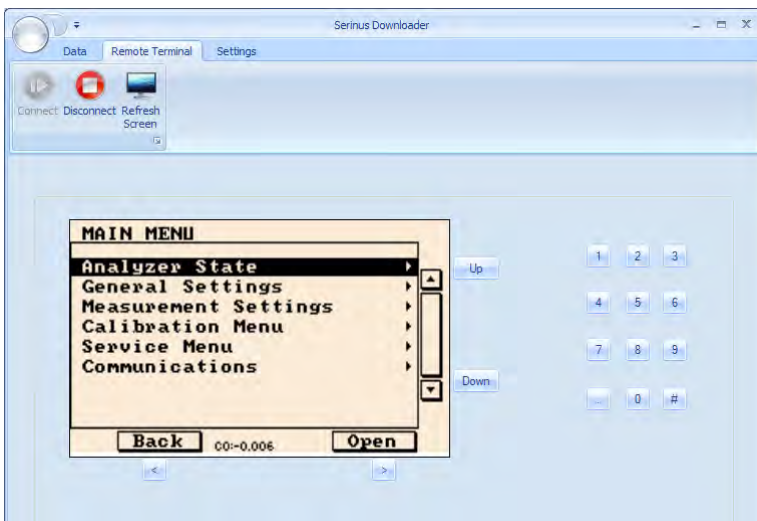 Serinus Downloader
Data Remote Terminal Settings
Connect Disconnect Refresh Screen
MAIN MENU
Analyzer State
General Settings
Measurement Settings
Calibration Menu
Service Menu
Communications
Back CO:-0.006 Open
Up
Down
< >
1 2 3
4 5 6
7 8 9
. 0 #